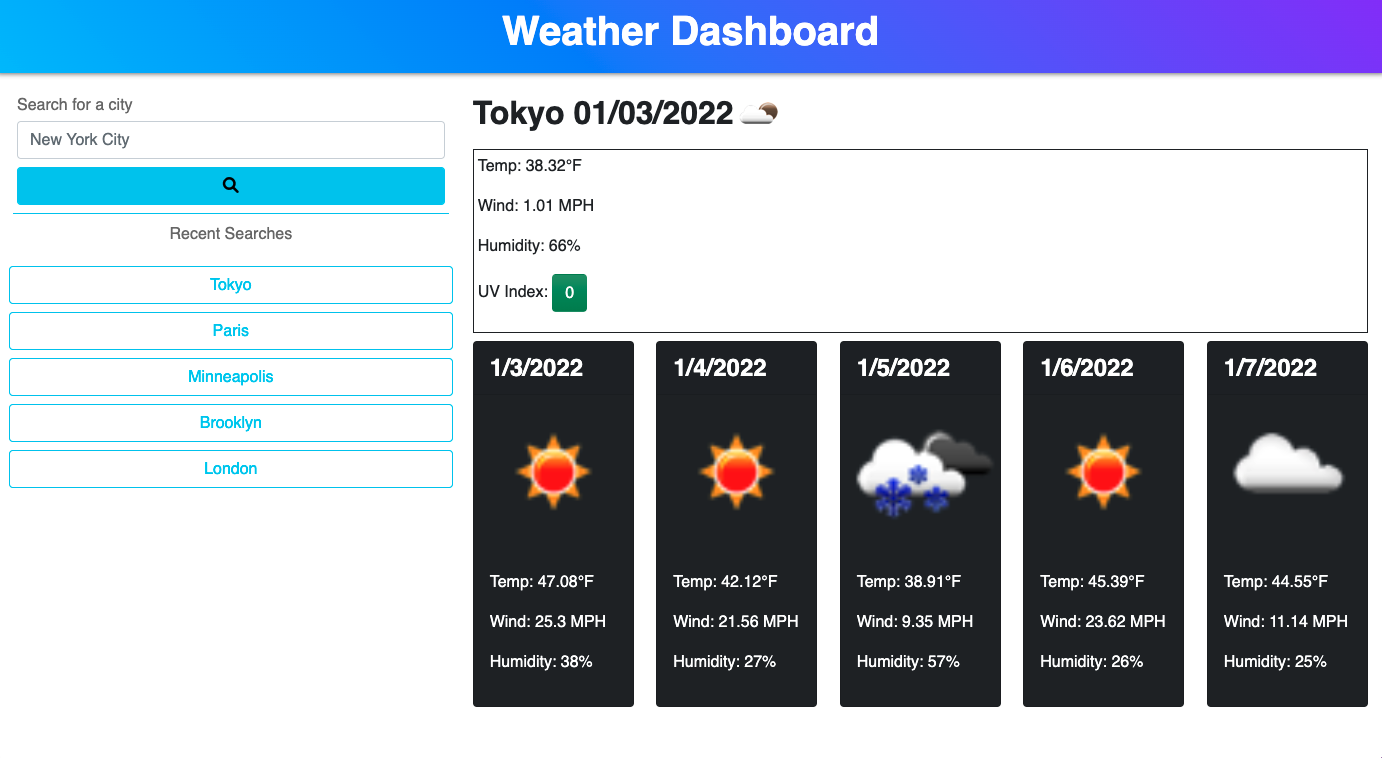 Weather Dashboard
Search for a city
New York City
Recent Searches
Tokyo
Paris
Minneapolis
Brooklyn
London
Tokyo 01/03/2022
Temp: 38.32°F
Wind: 1.01 MPH
Humidity: 66%
UV Index: 0
1/3/2022
Temp: 47.08°F
Wind: 25.3 MPH
Humidity: 38%
1/4/2022
Temp: 42.12°F
Wind: 21.56 MPH
Humidity: 27%
1/5/2022
Temp: 38.91°F
Wind: 9.35 MPH
Humidity: 57%
1/6/2022
Temp: 45.39°F
Wind: 23.62 MPH
Humidity: 26%
1/7/2022
Temp: 44.55°F
Wind: 11.14 MPH
Humidity: 25%